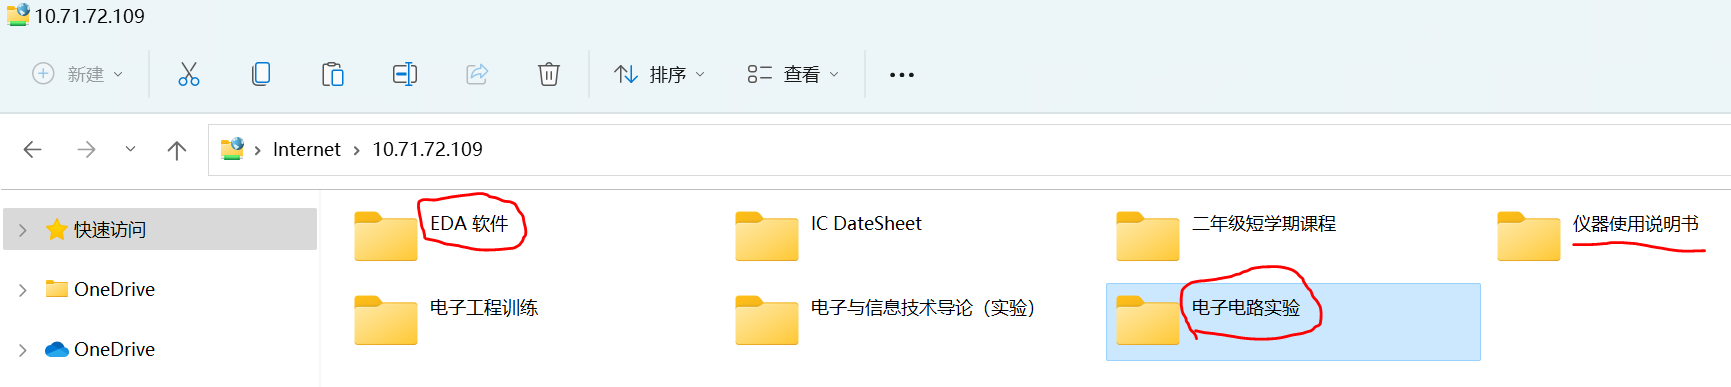 10.71.72.109
新建
排序
查看
Internet
10.71.72.109
快速访问
OneDrive
OneDrive
EDA 软件
IC DateSheet
二年级短学期课程
仪器使用说明书
电子工程训练
电子与信息技术导论（实验）
电子电路实验